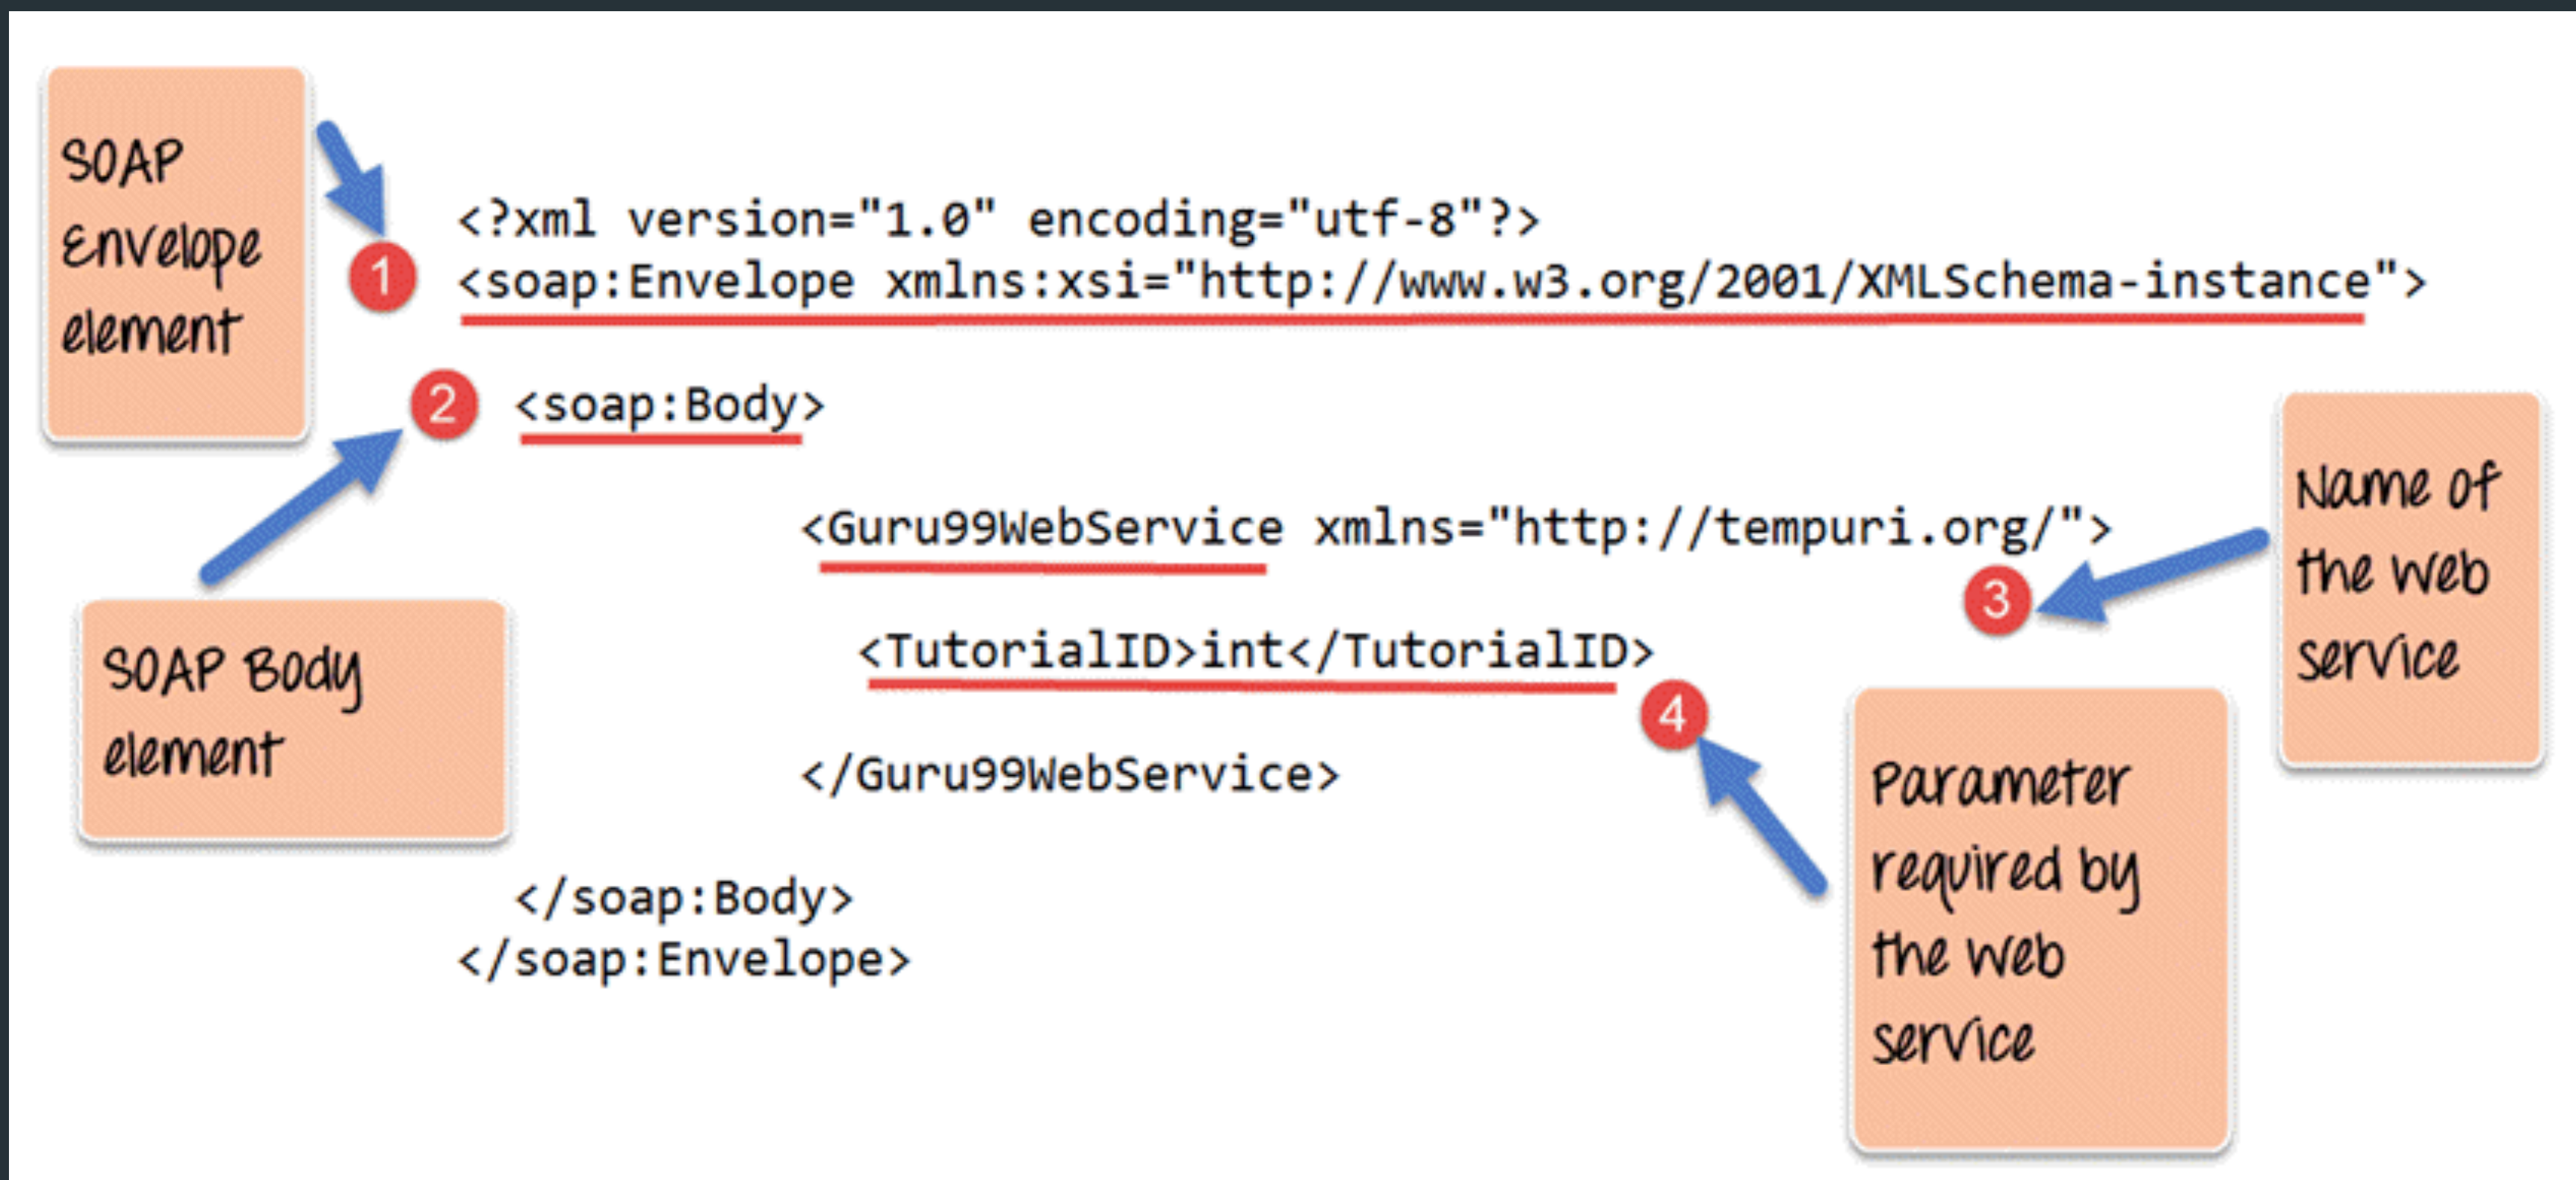 SOAP
Envelope
element
1
<?xml version="1.0" encoding="utf-8"?>
<soap:Envelope xmlns:xsi="http://www.w3.org/2001/XMLSchema-instance">
2
<soap:Body>
SOAP Body
element
<Guru99WebService xmlns="http://tempuri.org/">
3
Name of
the web
service
<TutorialID>int</TutorialID>
4
Parameter
required by
the web
service
</Guru99WebService>
</soap:Body>
</soap:Envelope>